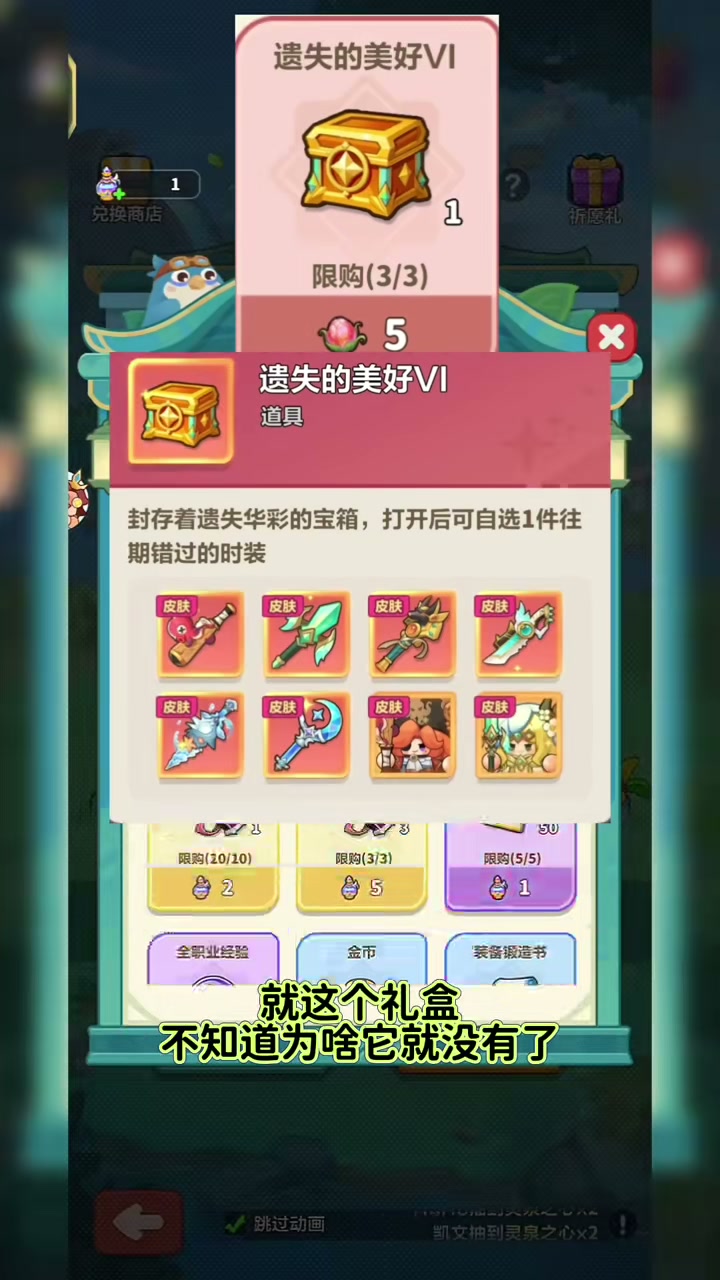 遗失的美好VI
1
限购(3/3)
5
1
兑换商店
祈愿礼
遗失的美好VI
道具
封存着遗失华彩的宝箱，打开后可自选1件往
期错过的时装
皮肤 皮肤 皮肤 皮肤
皮肤 皮肤 皮肤 皮肤
1 3 50
限购(10/10) 限购(3/3) 限购(5/5)
2 5 1
全职业经验 金币 装备锻造书
就这个礼盒
不知道为啥它就没有了
跳过动画
凯文抽到灵泉之心x2